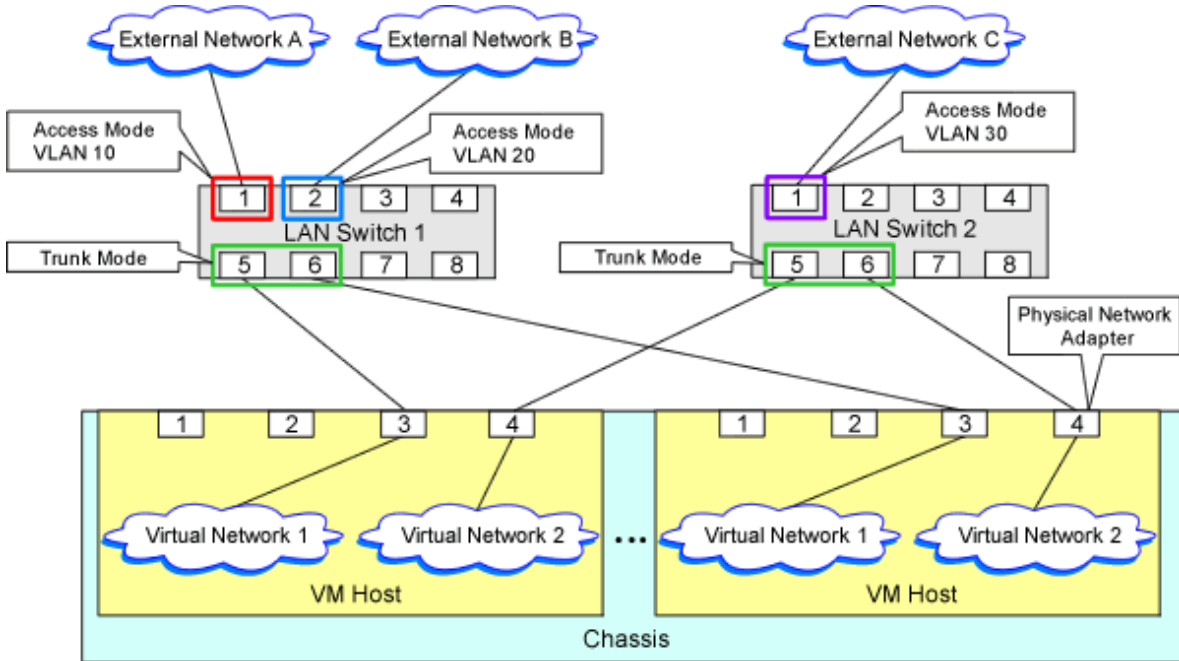 External Network A
External Network B
External Network C
Access Mode
VLAN 10
Access Mode
VLAN 20
Access Mode
VLAN 30
1
2
3
4
LAN Switch 1
5
6
7
8
Trunk Mode
1
2
3
4
LAN Switch 2
5
6
7
8
Trunk Mode
Physical Network
Adapter
1
2
3
4
Virtual Network 1
Virtual Network 2
VM Host
...
1
2
3
4
Virtual Network 1
Virtual Network 2
VM Host
Chassis